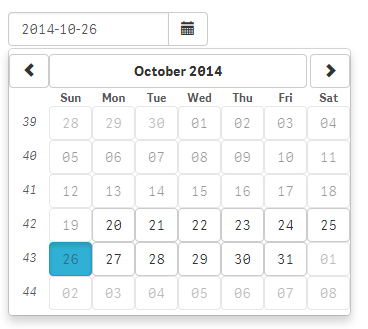 2014-10-26
October 2014
Sun Mon Tue Wed Thu Fri Sat
39 28 29 30 01 02 03 04
40 05 06 07 08 09 10 11
41 12 13 14 15 16 17 18
42 19 20 21 22 23 24 25
43 26 27 28 29 30 31 01
44 02 03 04 05 06 07 08